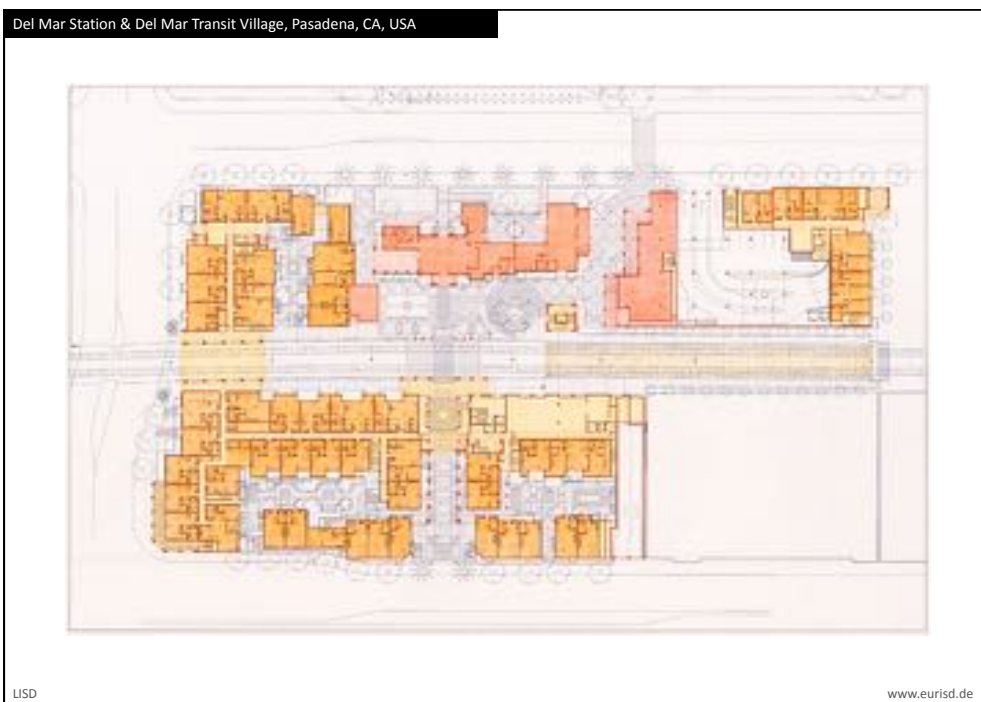 Del Mar Station & Del Mar Transit Village, Pasadena, CA, USA
LISD
www.eurisd.de